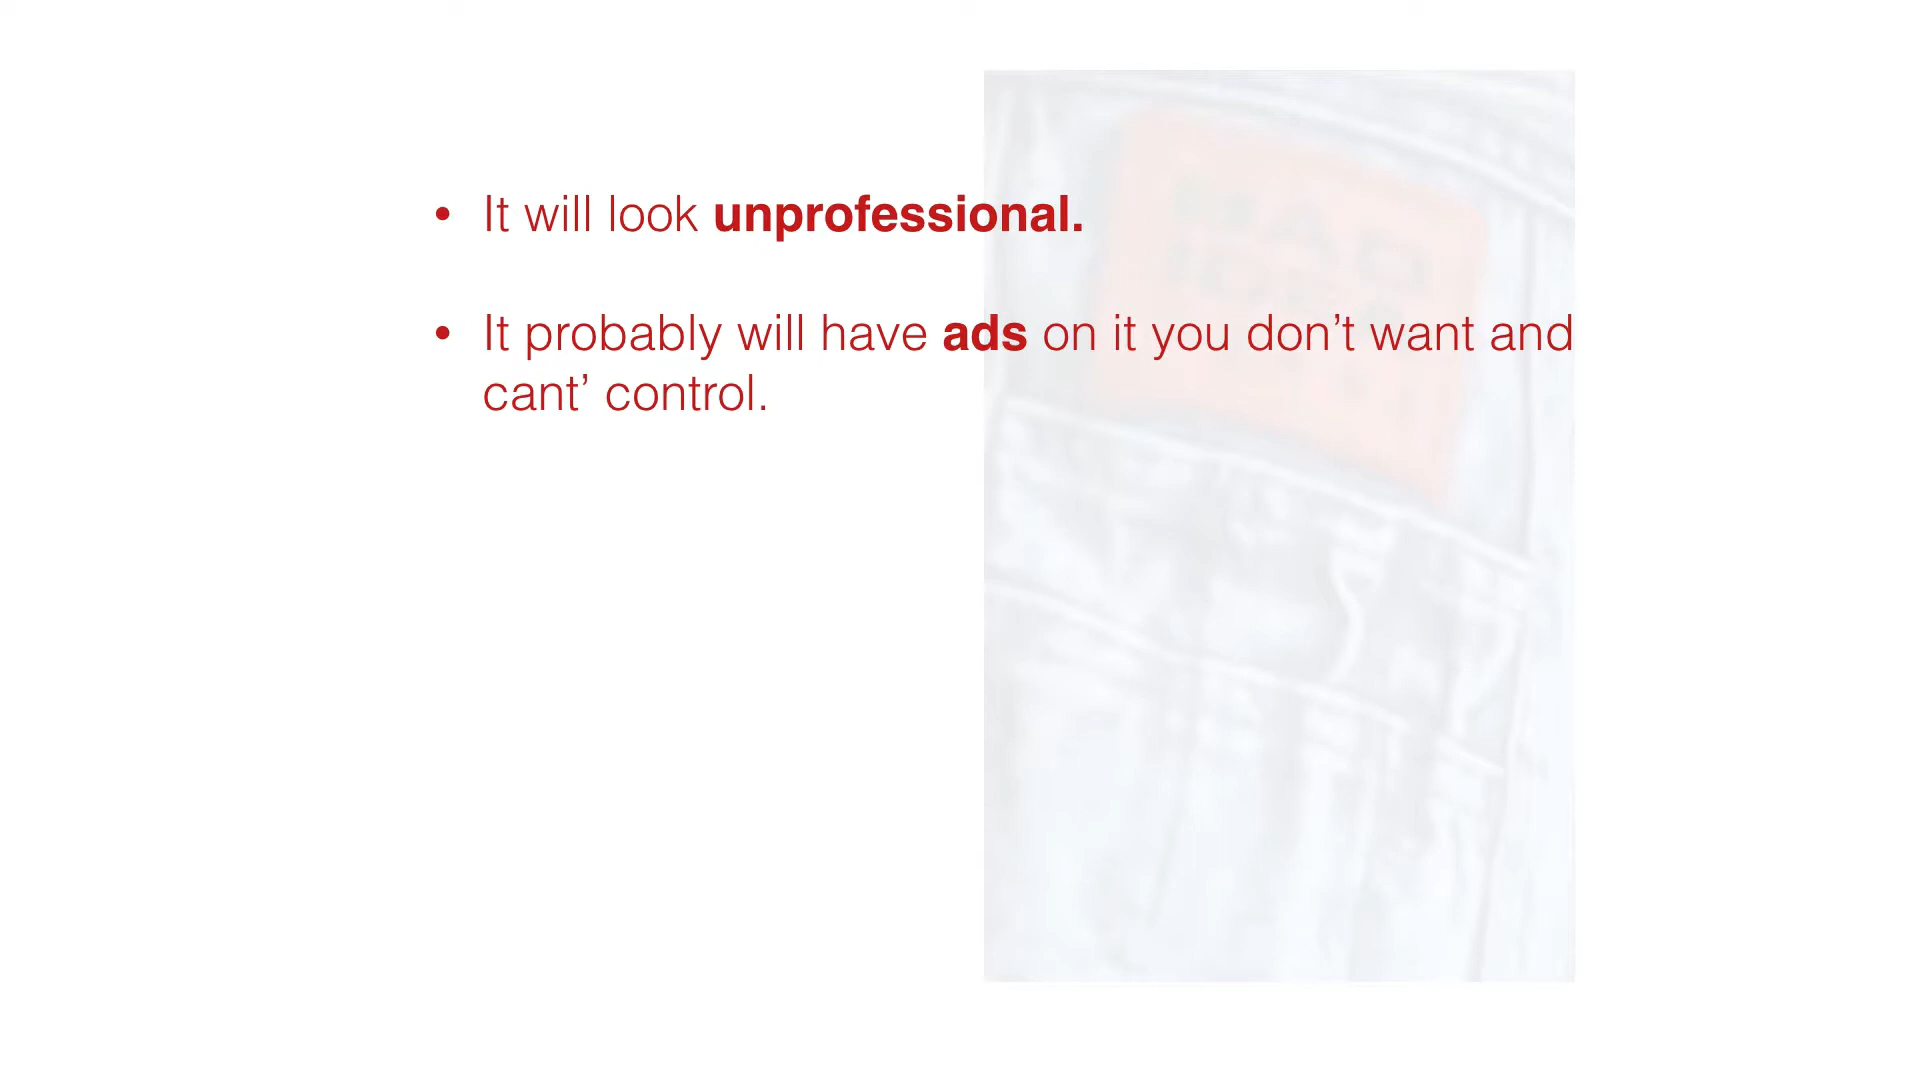 • It will look unprofessional.
• It probably will have ads on it you don’t want and
cant’ control.